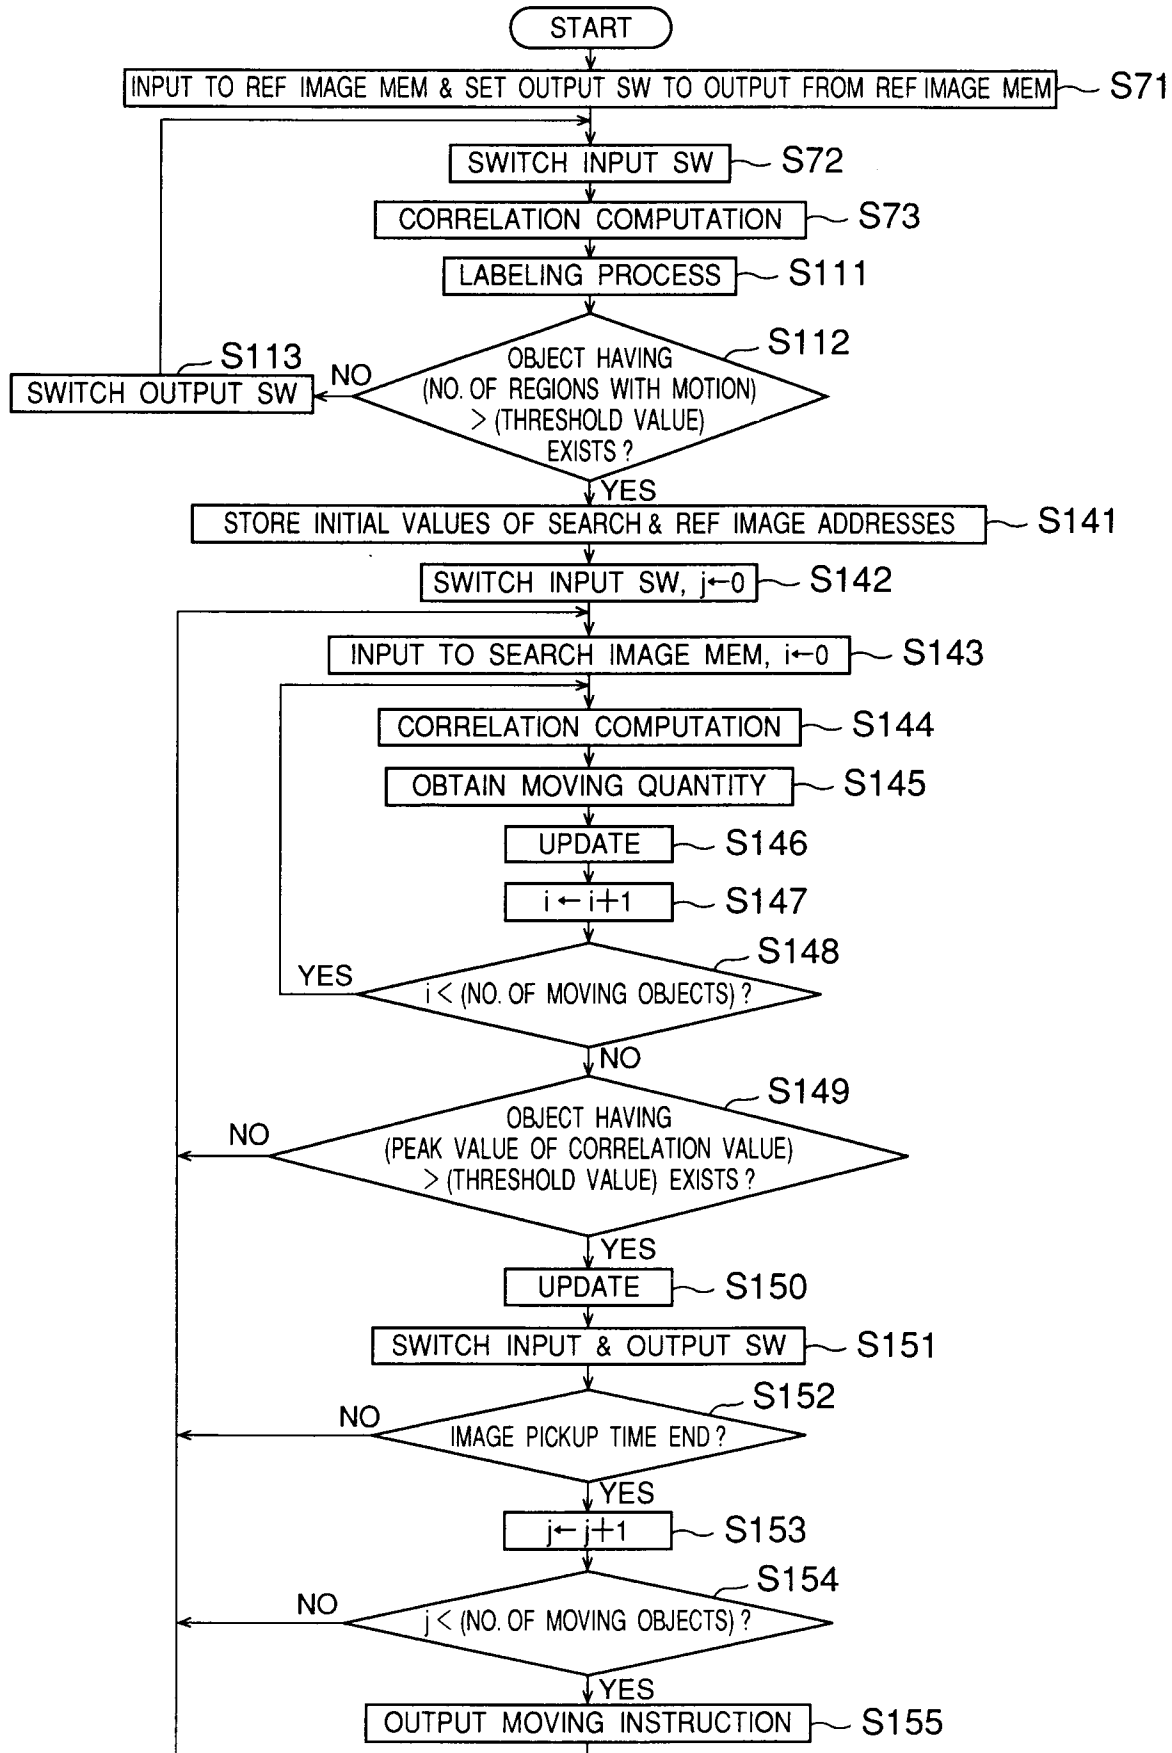 START
INPUT TO REF IMAGE MEM & SET OUTPUT SW TO OUTPUT FROM REF IMAGE MEM
S71
SWITCH INPUT SW
S72
CORRELATION COMPUTATION
S73
LABELING PROCESS
S111
OBJECT HAVING
(NO. OF REGIONS WITH MOTION)
> (THRESHOLD VALUE)
EXISTS ?
S112
NO
S113
SWITCH OUTPUT SW
YES
STORE INITIAL VALUES OF SEARCH & REF IMAGE ADDRESSES
S141
SWITCH INPUT SW, j←0
S142
INPUT TO SEARCH IMAGE MEM, i←0
S143
CORRELATION COMPUTATION
S144
OBTAIN MOVING QUANTITY
S145
UPDATE
S146
i ← i+1
S147
S148
YES
i < (NO. OF MOVING OBJECTS) ?
NO
S149
OBJECT HAVING
(PEAK VALUE OF CORRELATION VALUE)
> (THRESHOLD VALUE) EXISTS ?
NO
YES
UPDATE
S150
SWITCH INPUT & OUTPUT SW
S151
S152
NO
IMAGE PICKUP TIME END ?
YES
j← j+1
S153
S154
NO
j < (NO. OF MOVING OBJECTS) ?
YES
OUTPUT MOVING INSTRUCTION
S155